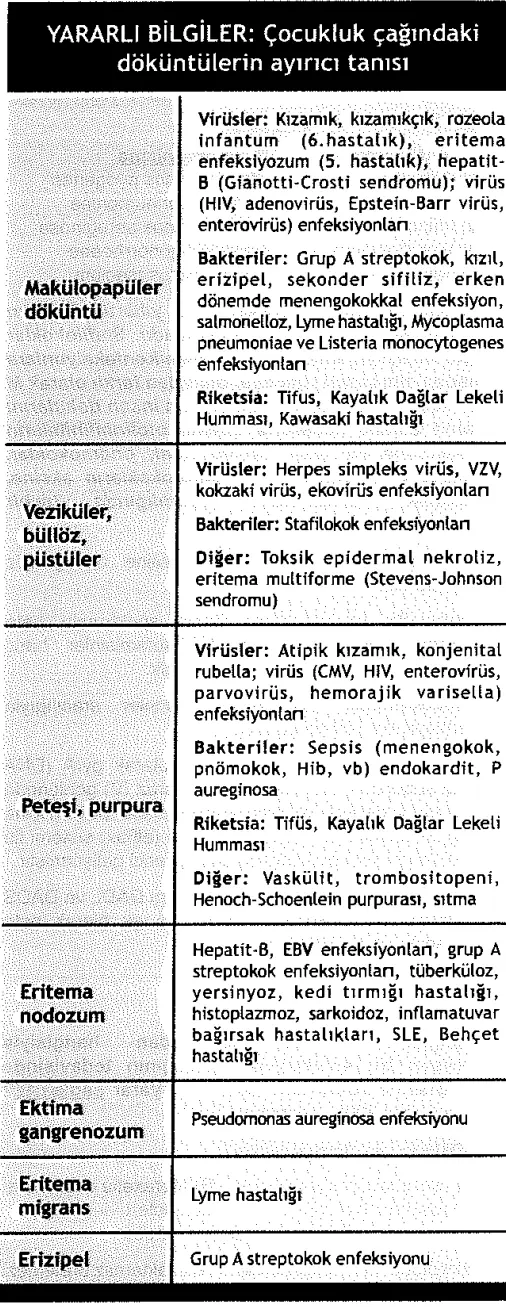 YARARLI BİLGİLER: Çocukluk çağındaki
döküntülerin ayırıcı tanısı
Makülopapüler
döküntü
Virüsler: Kızamık, kızamıkçık, rozeola
infantum (6.hastalık), eritema
enfeksiyozum (5. hastalık), hepatit-
B (Gianotti-Crosti sendromu); virüs
(HIV, adenovirüs, Epstein-Barr virüs,
enterovirüs) enfeksiyonları
Bakteriler: Grup A streptokok, kızıl,
erizipel, sekonder sifiliz, erken
dönemde menengokokkal enfeksiyon,
salmonelloz, Lyme hastalığı, Mycoplasma
pneumoniae ve Listeria monocytogenes
enfeksiyonları
Riketsia: Tifus, Kayalık Dağlar Lekeli
Humması, Kawasaki hastalığı
Veziküler,
büllöz,
püstüler
Virüsler: Herpes simpleks virüs, VZV,
kokzaki virüs, ekovirüs enfeksiyonları
Bakteriler: Stafilokok enfeksiyonları
Diğer: Toksik epidermal nekroliz,
eritema multiforme (Stevens-Johnson
sendromu)
Peteşi, purpura
Virüsler: Atipik kızamık, konjenital
rubella; virüs (CMV, HIV, enterovirüs,
parvovirüs, hemorajik varisella)
enfeksiyonları
Bakteriler: Sepsis (menengokok,
pnömokok, Hib, vb) endokardit, P
aureginosa
Riketsia: Tifüs, Kayalık Dağlar Lekeli
Humması
Diğer: Vaskülit, trombositopeni,
Henoch-Schoenlein purpurası, sıtma
Eritema
nodozum
Hepatit-B, EBV enfeksiyonları, grup A
streptokok enfeksiyonları, tüberküloz,
yersinyoz, kedi tırmığı hastalığı,
histoplazmoz, sarkoidoz, inflamatuvar
bağırsak hastalıkları, SLE, Behçet
hastalığı
Ektima
gangrenozum
Pseudomonas aureginosa enfeksiyonu
Eritema
migrans
Lyme hastalığı
Erizipel
Grup A streptokok enfeksiyonu